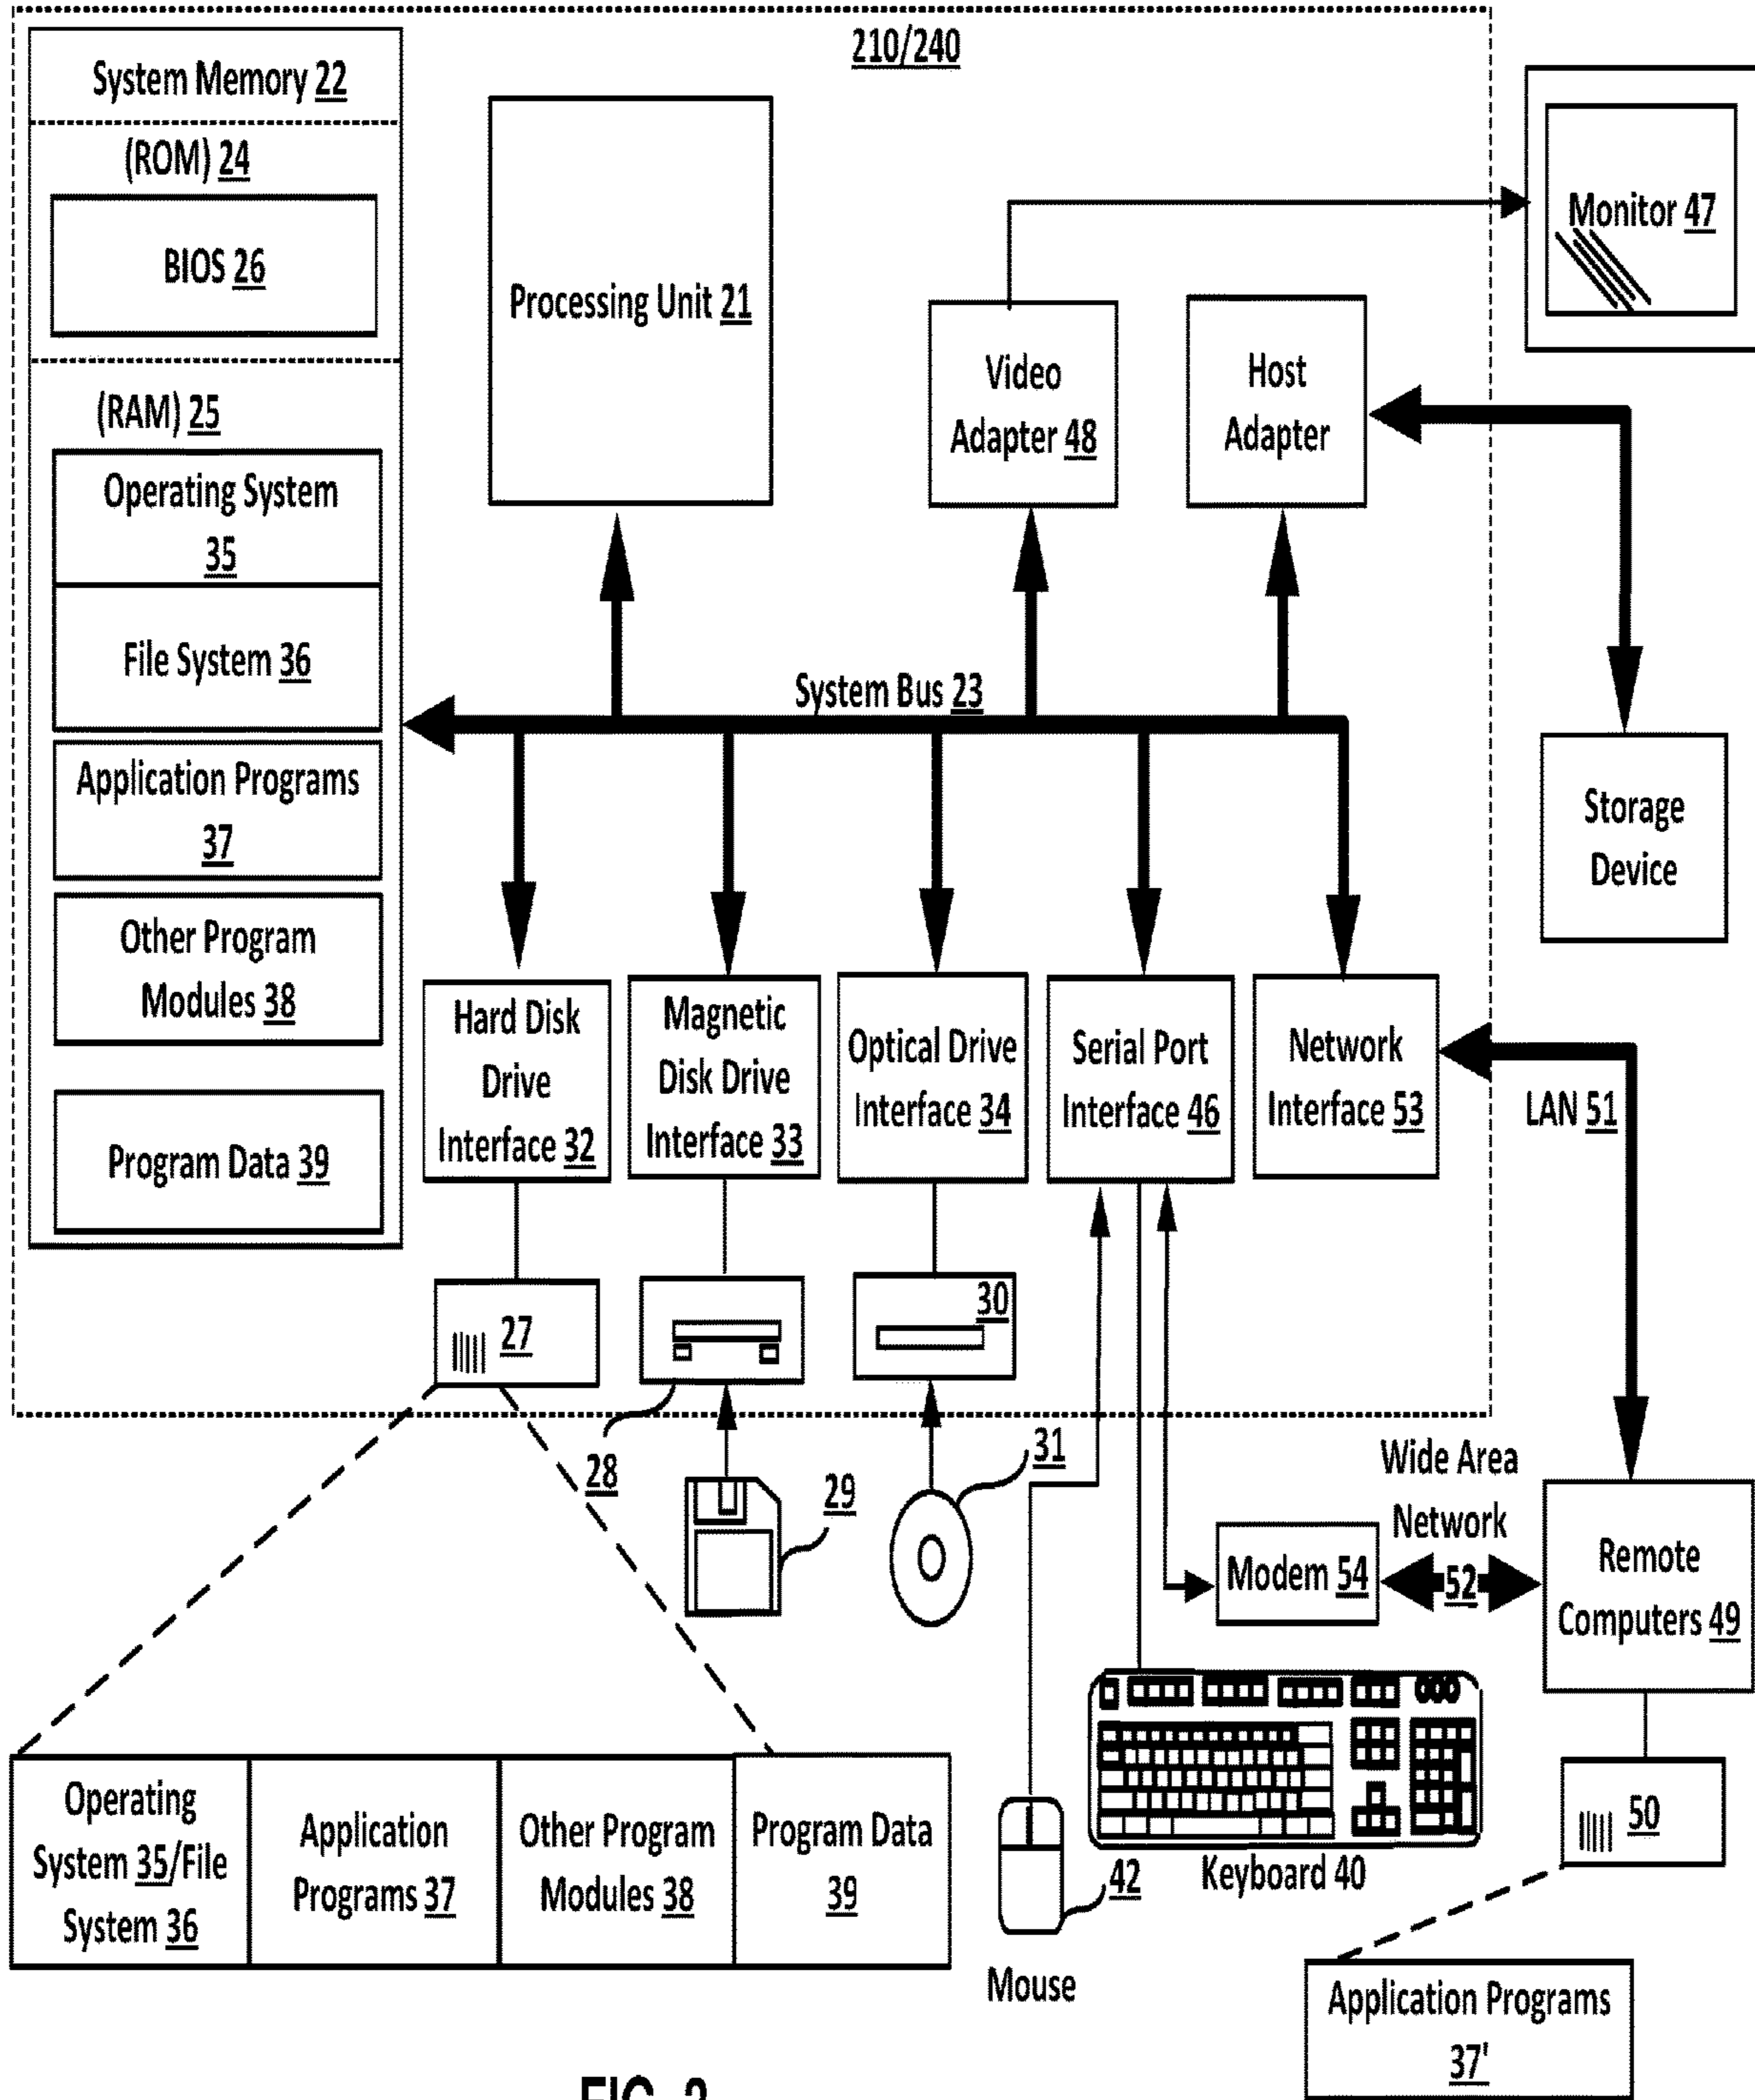 210/240
System Memory 22
(ROM) 24
BIOS 26
(RAM) 25
Operating System
35
File System 36
Application Programs
37
Other Program
Modules 38
Program Data 39
Processing Unit 21
Video
Adapter 48
Host
Adapter
Monitor 47
System Bus 23
Storage
Device
Hard Disk
Drive
Interface 32
Magnetic
Disk Drive
Interface 33
Optical Drive
Interface 34
Serial Port
Interface 46
Network
Interface 53
LAN 51
27
30
28
29
31
Wide Area
Network
52
Modem 54
Remote
Computers 49
50
Keyboard 40
42
Mouse
Operating
System 35/File
System 36
Application
Programs 37
Other Program
Modules 38
Program Data
39
Application Programs
37'